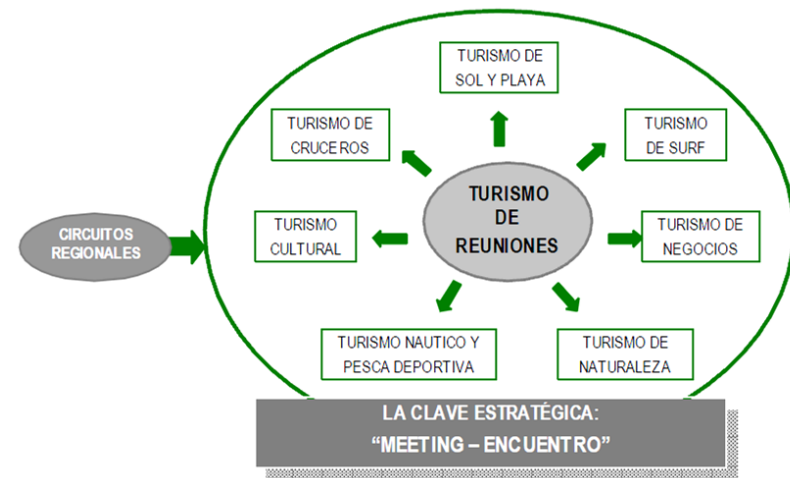 TURISMO DE
SOL Y PLAYA
TURISMO DE
CRUCEROS
TURISMO
DE SURF
TURISMO
DE
REUNIONES
CIRCUITOS
REGIONALES
TURISMO
CULTURAL
TURISMO DE
NEGOCIOS
TURISMO NAUTICO Y
PESCA DEPORTIVA
TURISMO DE
NATURALEZA
LA CLAVE ESTRATÉGICA:
“MEETING – ENCUENTRO”